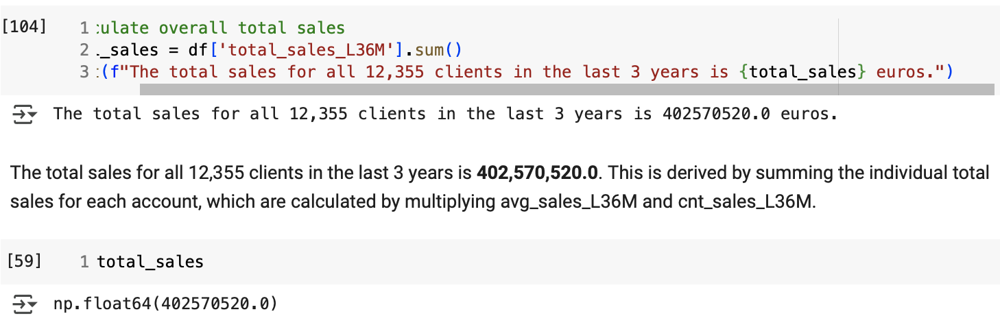 [104] 1 :ulate overall total sales
2 ._sales = df['total_sales_L36M'].sum()
3 :(f"The total sales for all 12,355 clients in the last 3 years is {total_sales} euros.")
The total sales for all 12,355 clients in the last 3 years is 402570520.0 euros.
The total sales for all 12,355 clients in the last 3 years is 402,570,520.0. This is derived by summing the individual total
sales for each account, which are calculated by multiplying avg_sales_L36M and cnt_sales_L36M.
[59] 1 total_sales
np.float64(402570520.0)